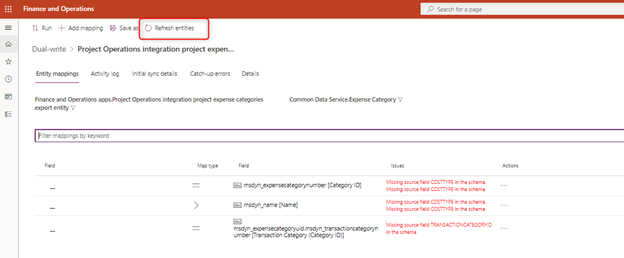 Finance and Operations
Search for a page
Run
Add mapping
Save as
Refresh entities
Dual-write > Project Operations integration project expen...
Entity mappings
Activity log
Initial sync details
Catch-up errors
Details
Finance and Operations apps.Project Operations integration project expense categories
export entity
Common Data Service.Expense Category
Filter mappings by keyword
Field
Map type
Field
Issues
Actions
msdyn_expensecategorynumber [Category ID]
Missing source field COSTTYPE in the schema.
Missing source field COSTTYPE in the schema.
...
msdyn_name [Name]
Missing source field COSTTYPE in the schema.
Missing source field COSTTYPE in the schema.
...
msdyn_expensecategoryuid.msdyn_transactioncategoryn
umber [Transaction Category (Category ID)]
Missing source field TRANSACTIONCATEGORYID
in the schema
...